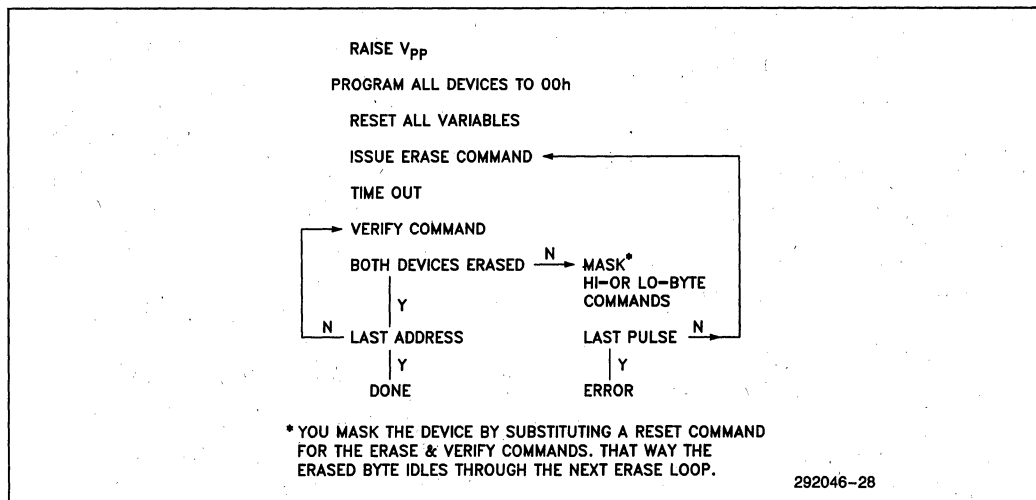 RAISE VPP
PROGRAM ALL DEVICES TO 00h
RESET ALL VARIABLES
ISSUE ERASE COMMAND
TIME OUT
VERIFY COMMAND
BOTH DEVICES ERASED N MASK*
HI-OR LO-BYTE
COMMANDS
Y
N LAST ADDRESS LAST PULSE N
Y Y
DONE ERROR
* YOU MASK THE DEVICE BY SUBSTITUTING A RESET COMMAND
FOR THE ERASE & VERIFY COMMANDS. THAT WAY THE
ERASED BYTE IDLES THROUGH THE NEXT ERASE LOOP.
292046-28